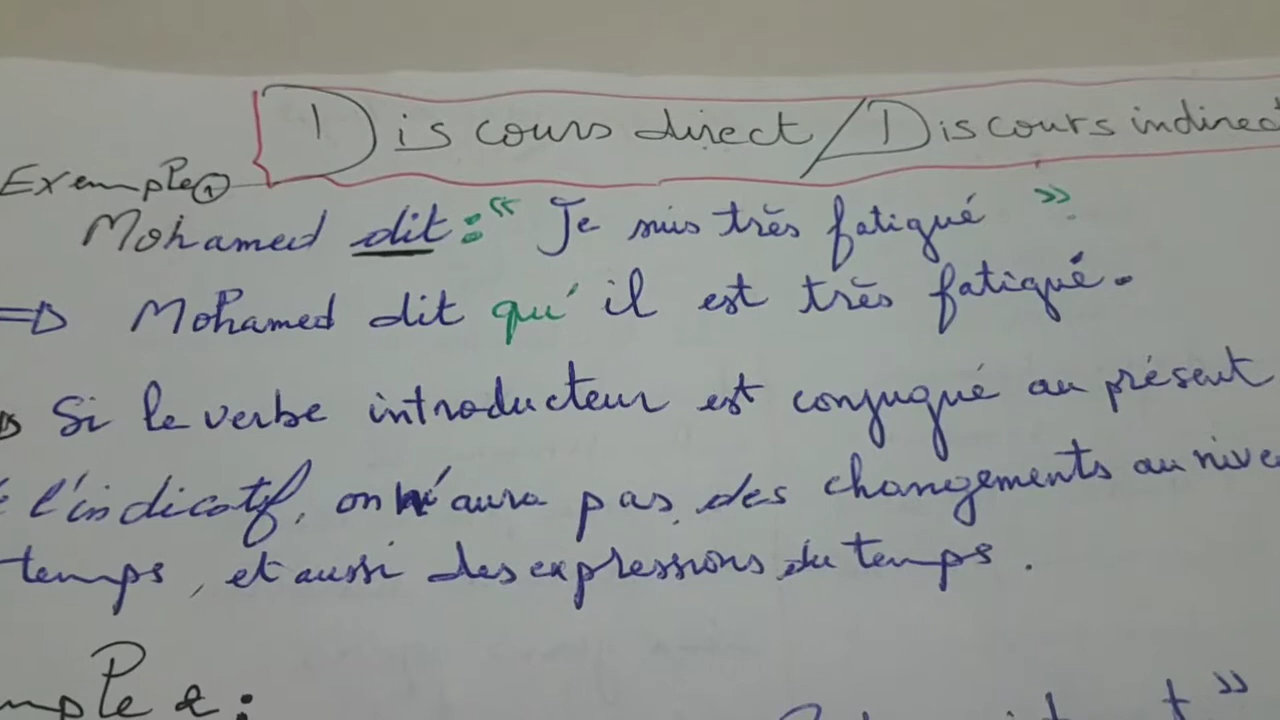 Discours direct / Discours indirect
Exemple 1
Mohamed dit : « Je suis très fatigué »
⇒ Mohamed dit qu'il est très fatigué.
Si le verbe introducteur est conjugué au présent
l'indicatif, on n'aura pas des changements au nive
temps, et aussi des expressions du temps.
mple 2 :
»